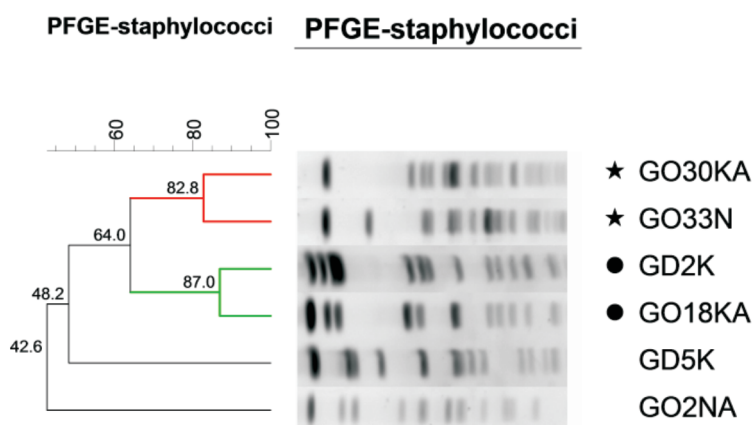 PFGE-staphylococci
PFGE-staphylococci
60
80
100
82.8
64.0
87.0
48.2
42.6
★ GO30KA
★ GO33N
● GD2K
● GO18KA
GD5K
GO2NA